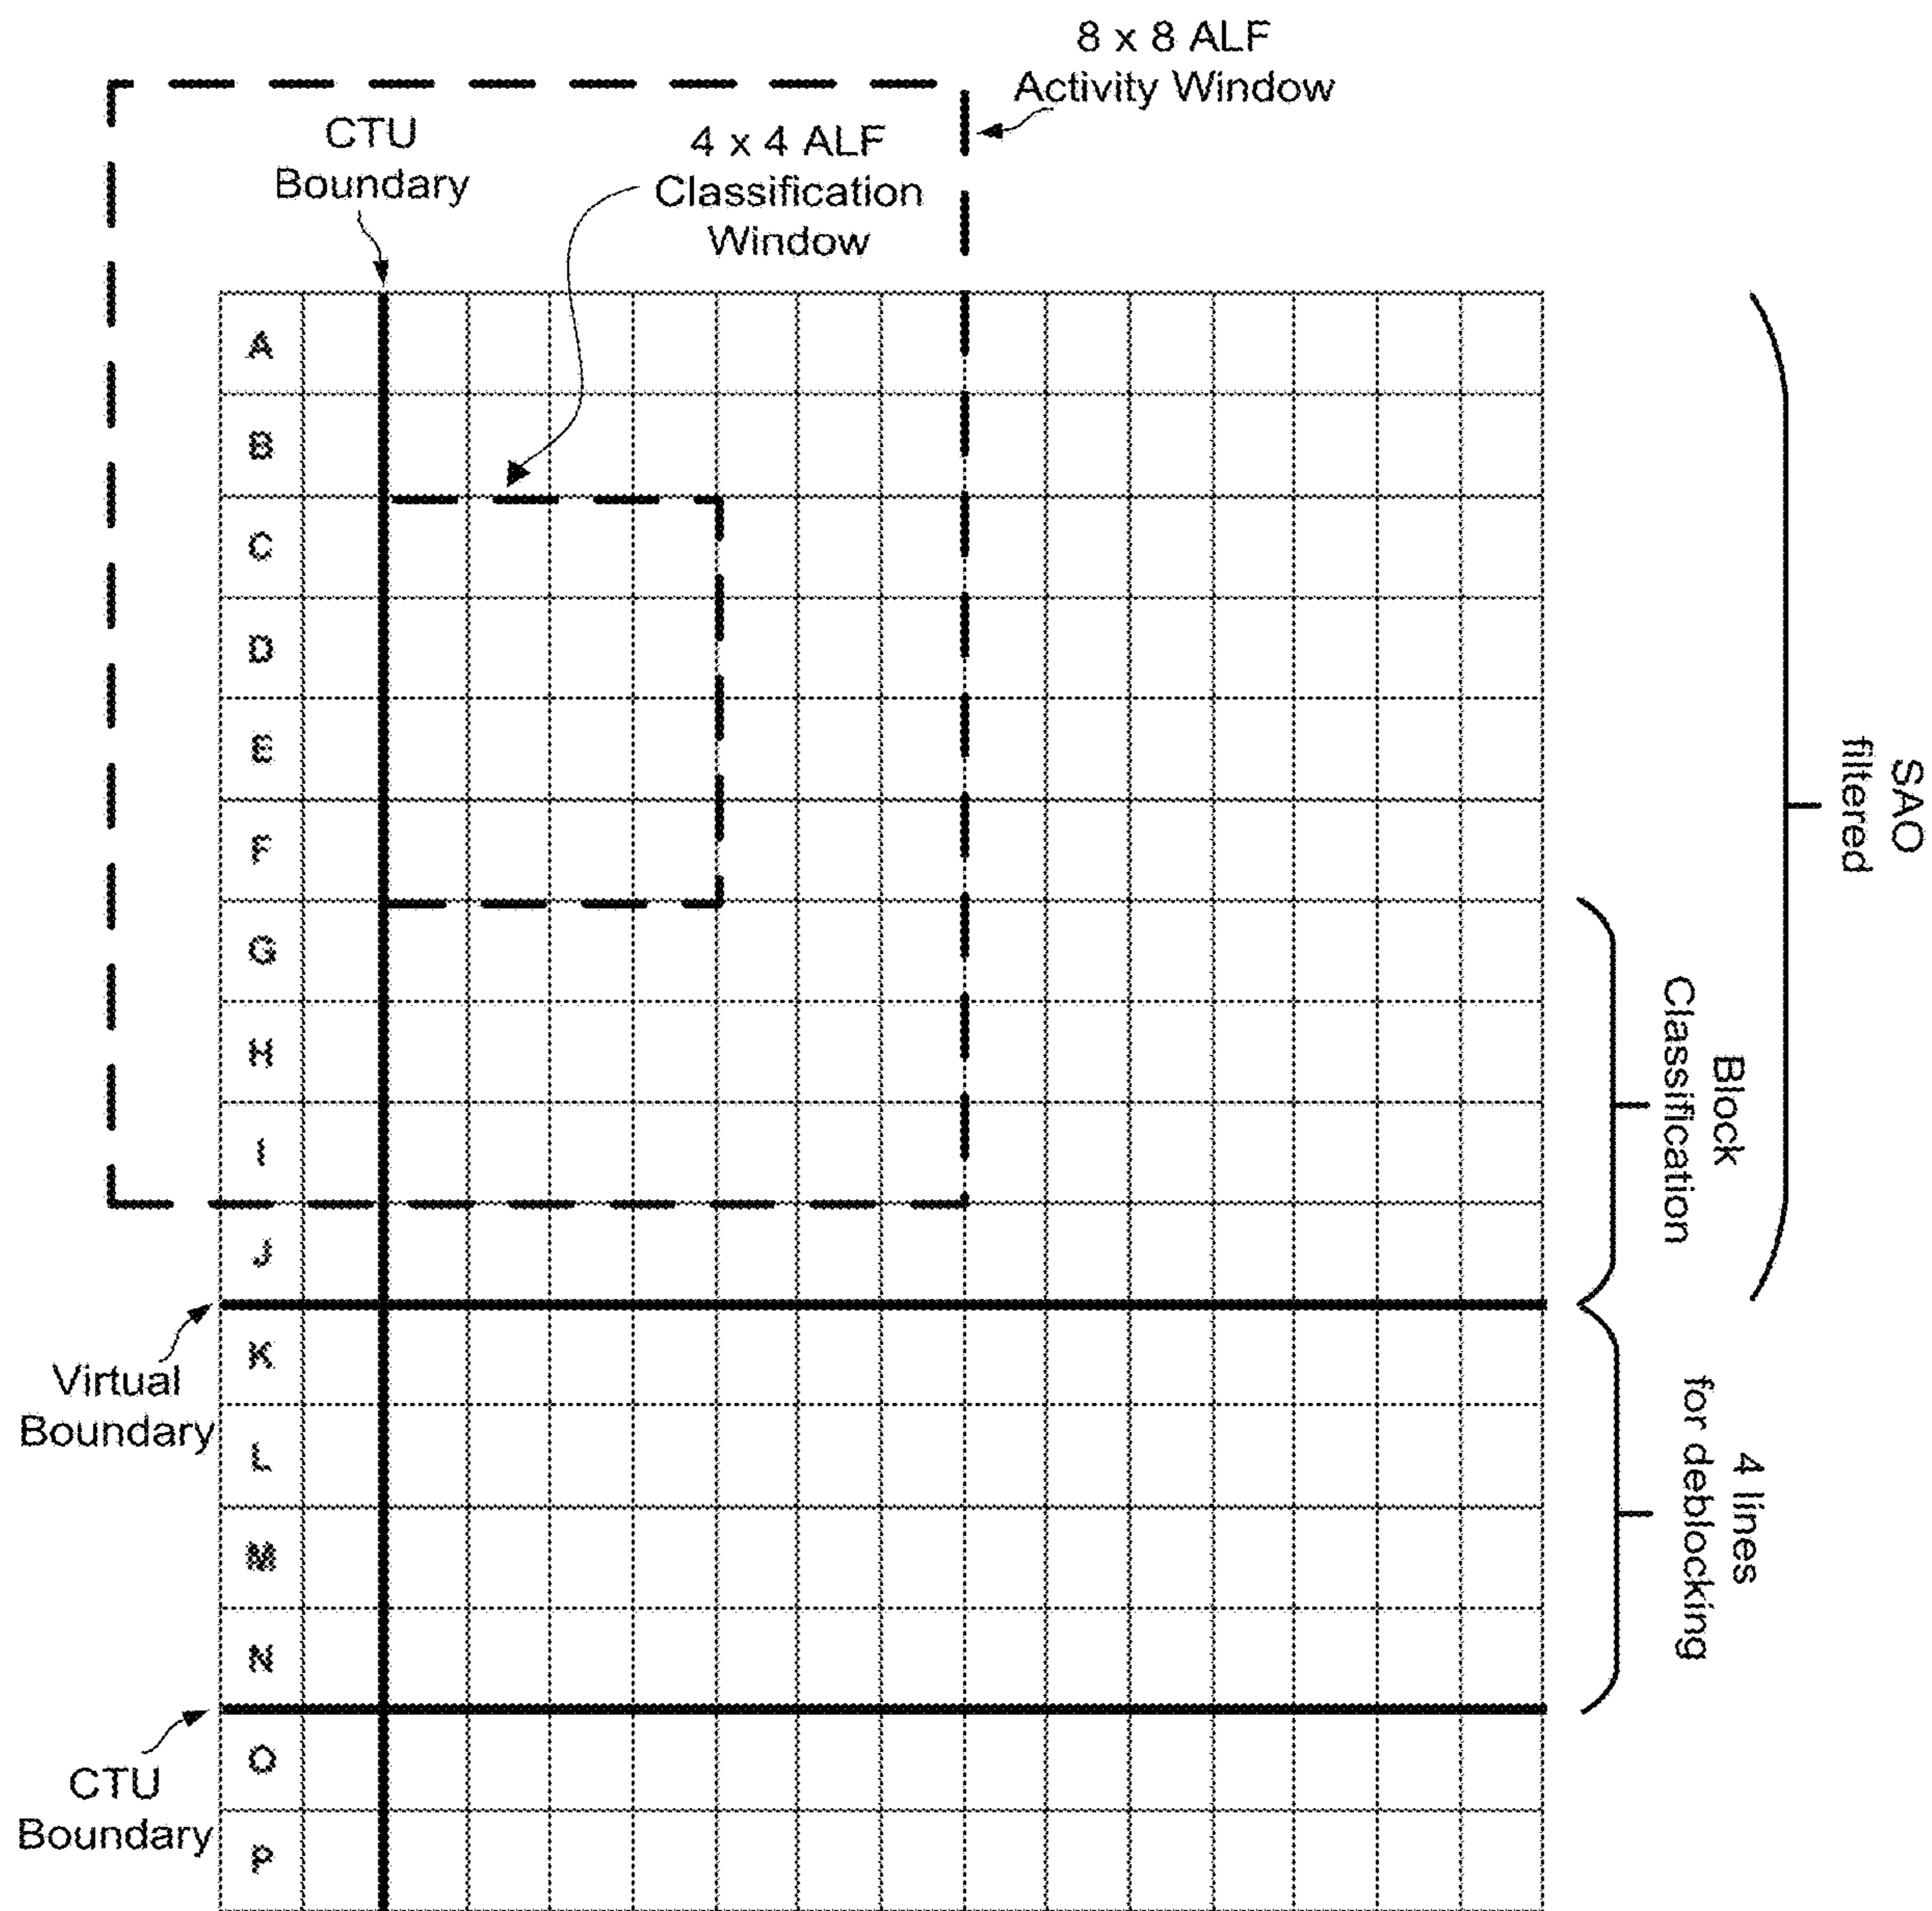 8 x 8 ALF
Activity Window
CTU
Boundary
4 x 4 ALF
Classification
Window
A
B
C
D
E
F
G
H
I
J
K
L
M
N
O
P
SAO
filtered
Block
Classification
4 lines
for deblocking
Virtual
Boundary
CTU
Boundary